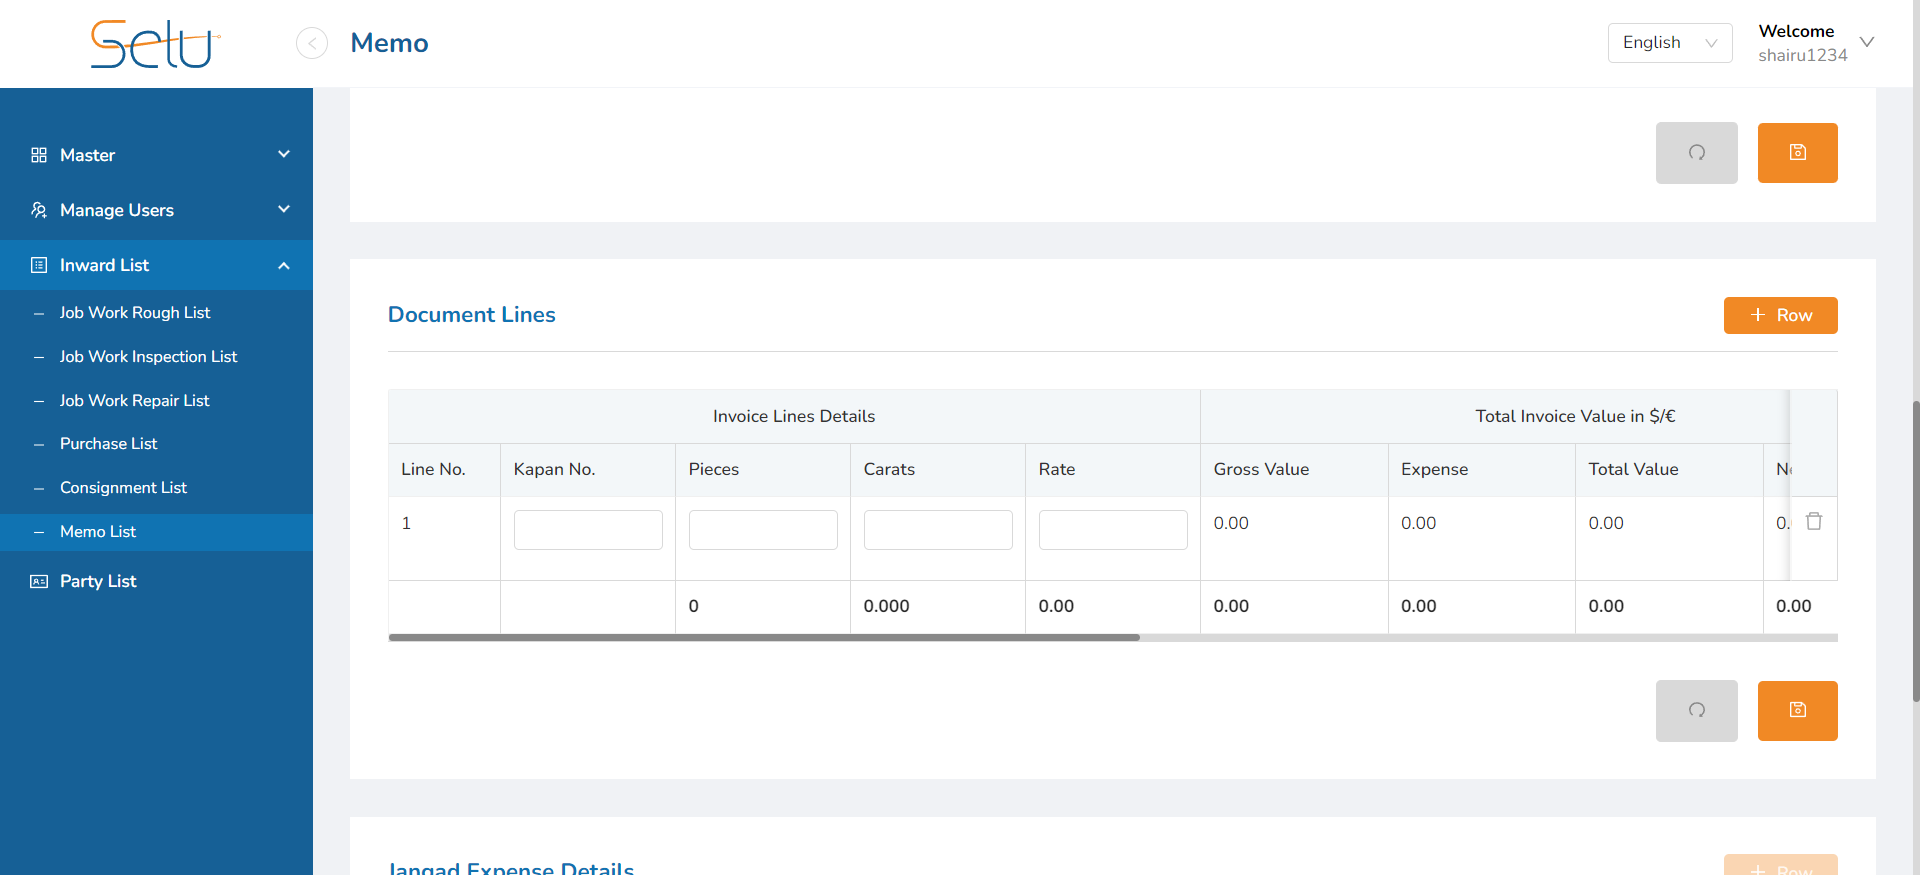 Setu
Memo
English
Welcome
shairu1234
Master
Manage Users
Inward List
– Job Work Rough List
– Job Work Inspection List
– Job Work Repair List
– Purchase List
– Consignment List
– Memo List
Party List
Document Lines
+ Row
Invoice Lines Details
Total Invoice Value in $/€
Line No. Kapan No. Pieces Carats Rate Gross Value Expense Total Value
1 0.00 0.00 0.00
0 0.000 0.00 0.00 0.00 0.00 0.00
Jangad Expense Details
+ Row